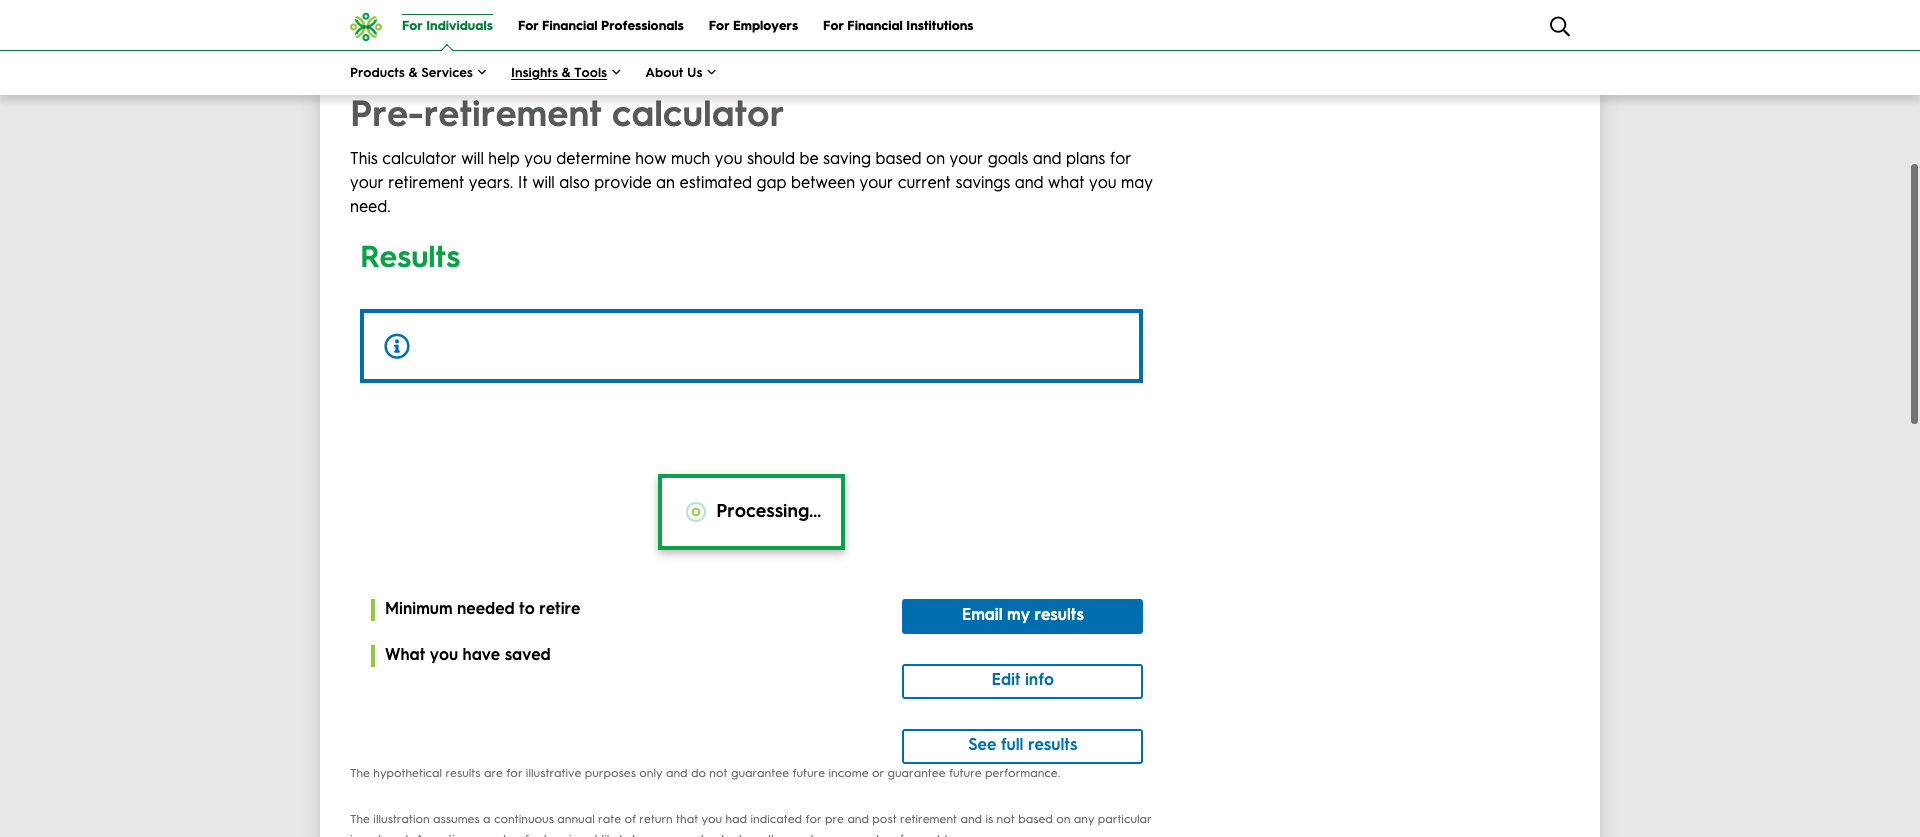 For Individuals
For Financial Professionals
For Employers
For Financial Institutions
Products & Services
Insights & Tools
About Us
Pre-retirement calculator
This calculator will help you determine how much you should be saving based on your goals and plans for
your retirement years. It will also provide an estimated gap between your current savings and what you may
need.
Results
Processing...
Minimum needed to retire
What you have saved
Email my results
Edit info
See full results
The hypothetical results are for illustrative purposes only and do not guarantee future income or guarantee future performance.
The illustration assumes a continuous annual rate of return that you had indicated for pre and post retirement and is not based on any particular